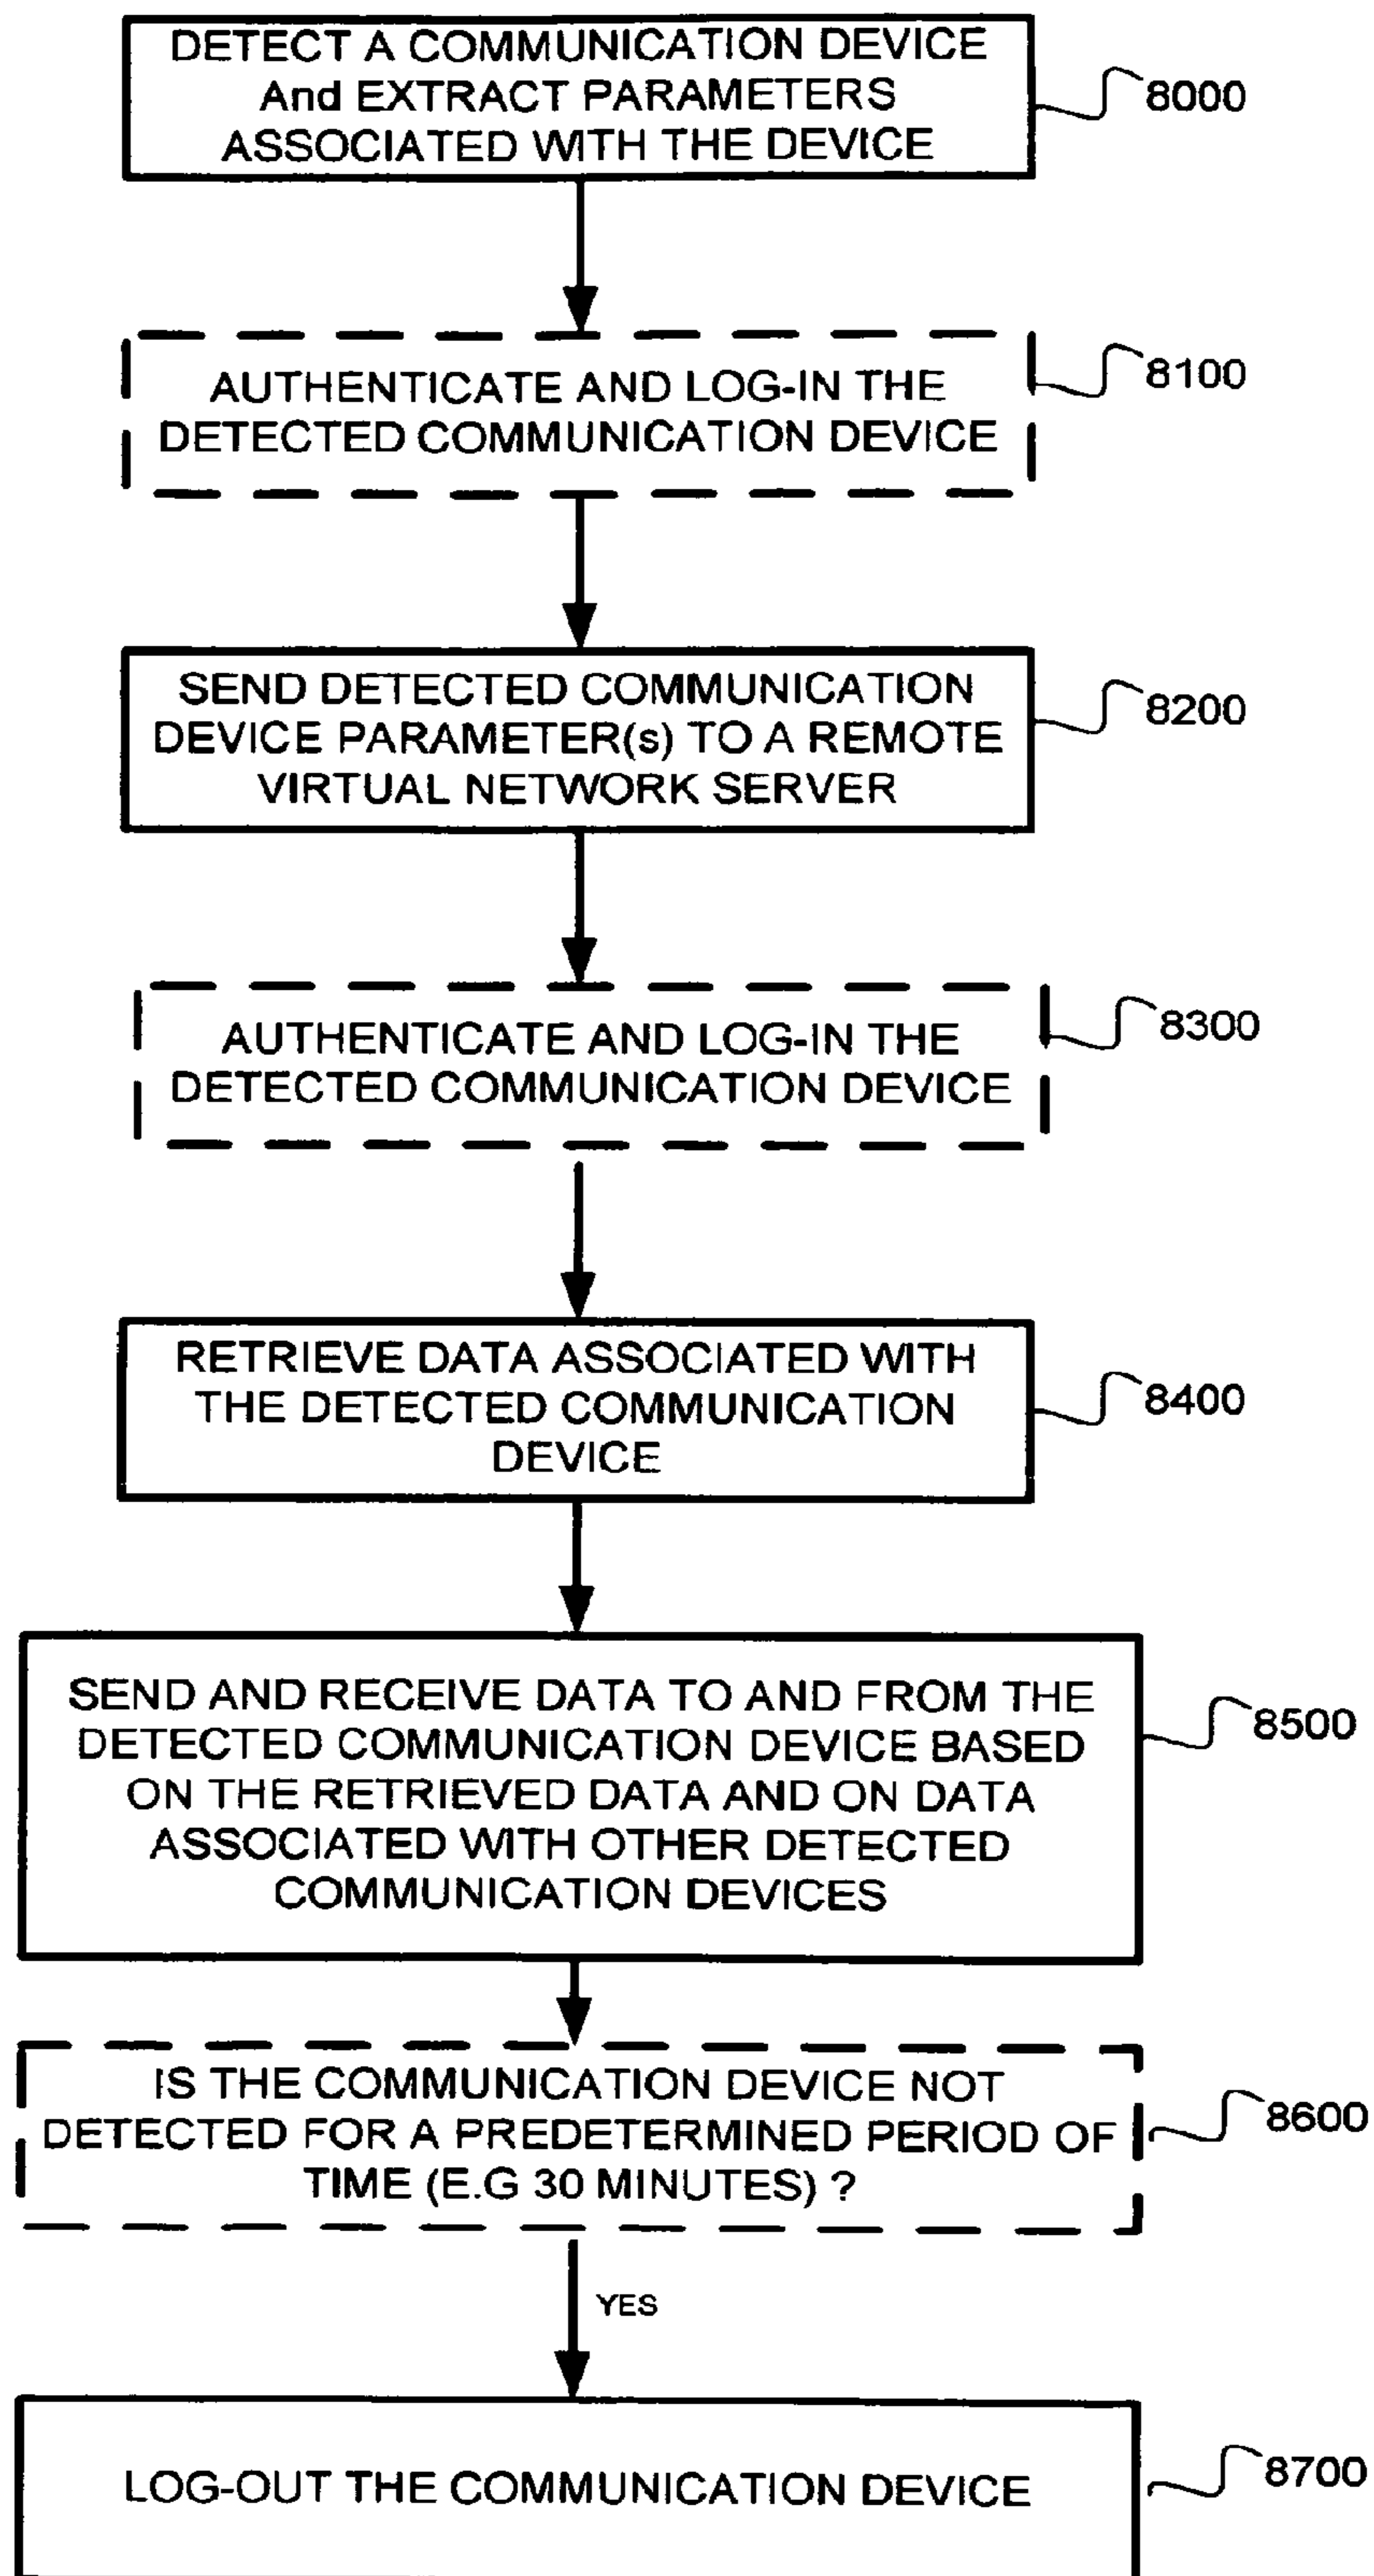 DETECT A COMMUNICATION DEVICE
And EXTRACT PARAMETERS
ASSOCIATED WITH THE DEVICE
8000
AUTHENTICATE AND LOG-IN THE
DETECTED COMMUNICATION DEVICE
8100
SEND DETECTED COMMUNICATION
DEVICE PARAMETER(s) TO A REMOTE
VIRTUAL NETWORK SERVER
8200
AUTHENTICATE AND LOG-IN THE
DETECTED COMMUNICATION DEVICE
8300
RETRIEVE DATA ASSOCIATED WITH
THE DETECTED COMMUNICATION
DEVICE
8400
SEND AND RECEIVE DATA TO AND FROM THE
DETECTED COMMUNICATION DEVICE BASED
ON THE RETRIEVED DATA AND ON DATA
ASSOCIATED WITH OTHER DETECTED
COMMUNICATION DEVICES
8500
IS THE COMMUNICATION DEVICE NOT
DETECTED FOR A PREDETERMINED PERIOD OF
TIME (E.G 30 MINUTES) ?
8600
YES
LOG-OUT THE COMMUNICATION DEVICE
8700